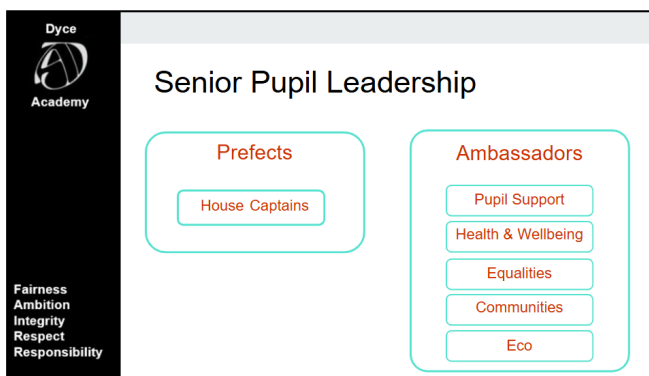 Dyce
Academy
Senior Pupil Leadership
Prefects
House Captains
Ambassadors
Pupil Support
Health & Wellbeing
Equalities
Communities
Eco
Fairness
Ambition
Integrity
Respect
Responsibility